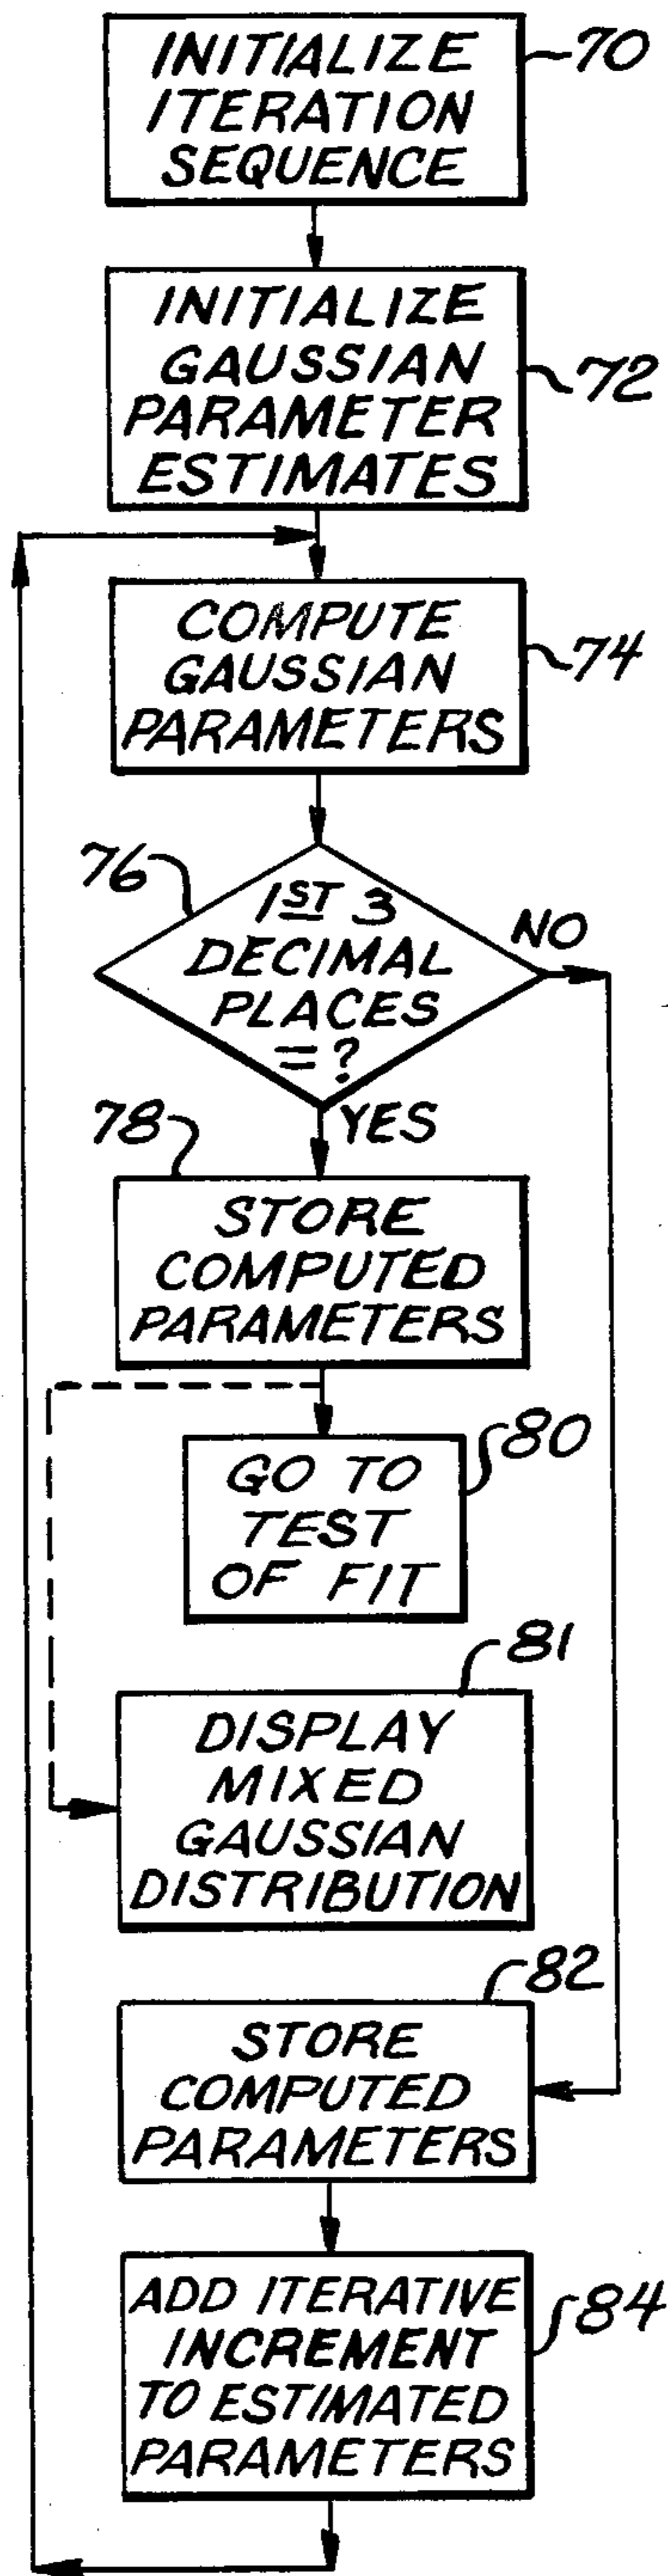 INITIALIZE
ITERATION
SEQUENCE
70
INITIALIZE
GAUSSIAN
PARAMETER
ESTIMATES
72
COMPUTE
GAUSSIAN
PARAMETERS
74
76
1ST 3
DECIMAL
PLACES
=?
NO
YES
78
STORE
COMPUTED
PARAMETERS
80
GO TO
TEST
OF FIT
81
DISPLAY
MIXED
GAUSSIAN
DISTRIBUTION
82
STORE
COMPUTED
PARAMETERS
ADD ITERATIVE
INCREMENT
TO ESTIMATED
PARAMETERS
84